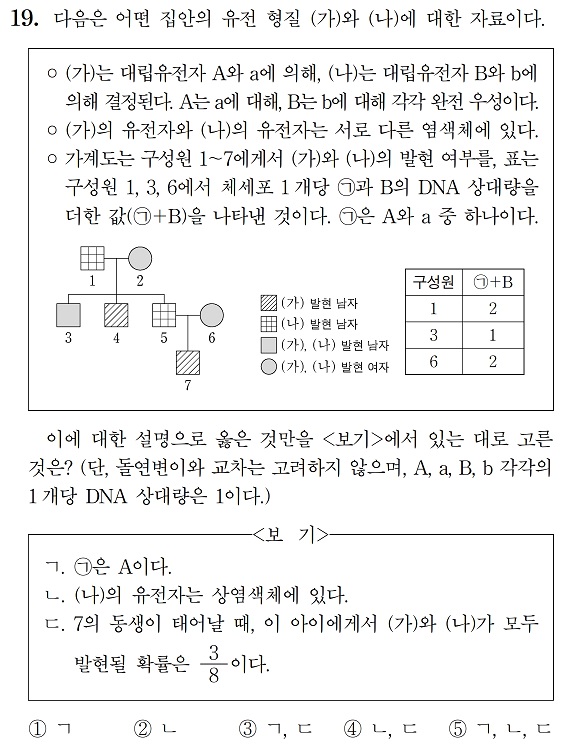 19. 다음은 어떤 집안의 유전 형질 (가)와 (나)에 대한 자료이다.
○ (가)는 대립유전자 A와 a에 의해, (나)는 대립유전자 B와 b에
의해 결정된다. A는 a에 대해, B는 b에 대해 각각 완전 우성이다.
○ (가)의 유전자와 (나)의 유전자는 서로 다른 염색체에 있다.
○ 가계도는 구성원 1~7에게서 (가)와 (나)의 발현 여부를, 표는
구성원 1, 3, 6에서 체세포 1개당 ㉠과 B의 DNA 상대량을
더한 값(㉠+B)을 나타낸 것이다. ㉠은 A와 a 중 하나이다.
1 2
3 4 5 6
7
(가) 발현 남자
(나) 발현 남자
(가), (나) 발현 남자
(가), (나) 발현 여자
구성원 ㉠+B
1 2
3 1
6 2
이에 대한 설명으로 옳은 것만을 <보기>에서 있는 대로 고른
것은? (단, 돌연변이와 교차는 고려하지 않으며, A, a, B, b 각각의
1개당 DNA 상대량은 1이다.)
<보 기>
ㄱ. ㉠은 A이다.
ㄴ. (나)의 유전자는 상염색체에 있다.
ㄷ. 7의 동생이 태어날 때, 이 아이에게서 (가)와 (나)가 모두
발현될 확률은 3/8이다.
① ㄱ ② ㄴ ③ ㄱ, ㄷ ④ ㄴ, ㄷ ⑤ ㄱ, ㄴ, ㄷ